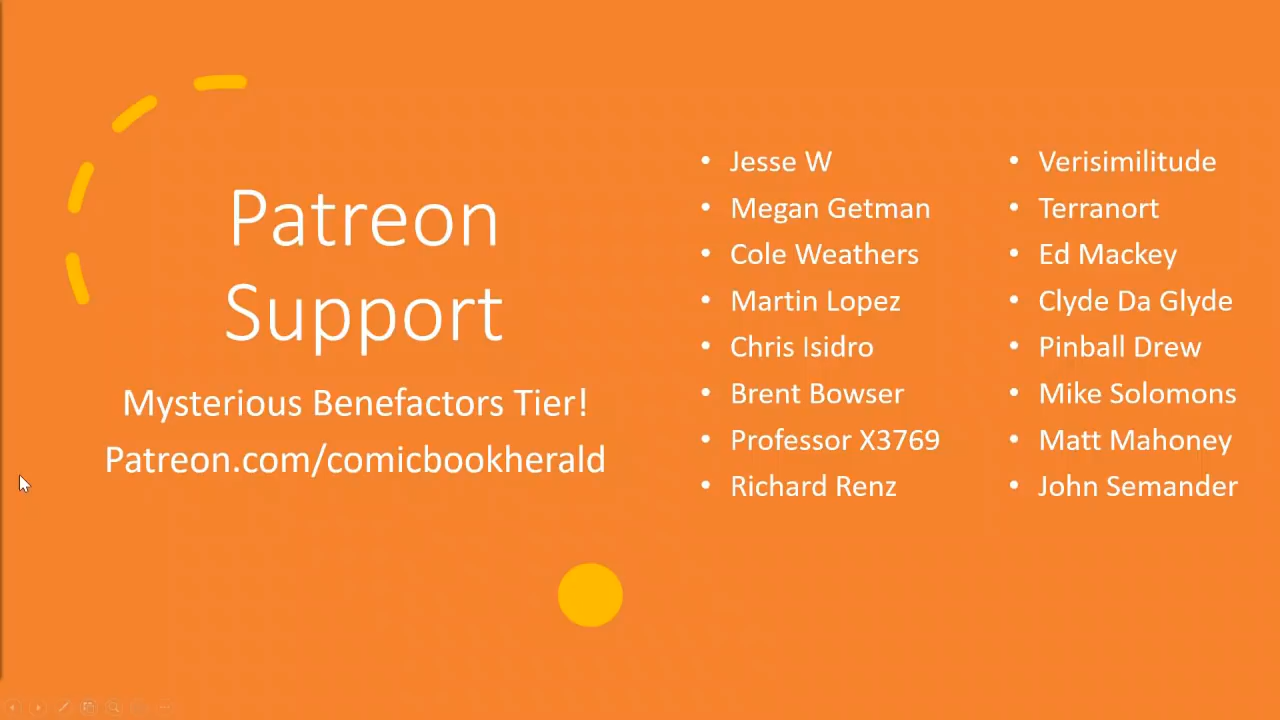 Patreon
Support
Mysterious Benefactors Tier!
Patreon.com/comicbookherald
• Jesse W
• Megan Getman
• Cole Weathers
• Martin Lopez
• Chris Isidro
• Brent Bowser
• Professor X3769
• Richard Renz
• Verisimilitude
• Terranort
• Ed Mackey
• Clyde Da Glyde
• Pinball Drew
• Mike Solomons
• Matt Mahoney
• John Semander